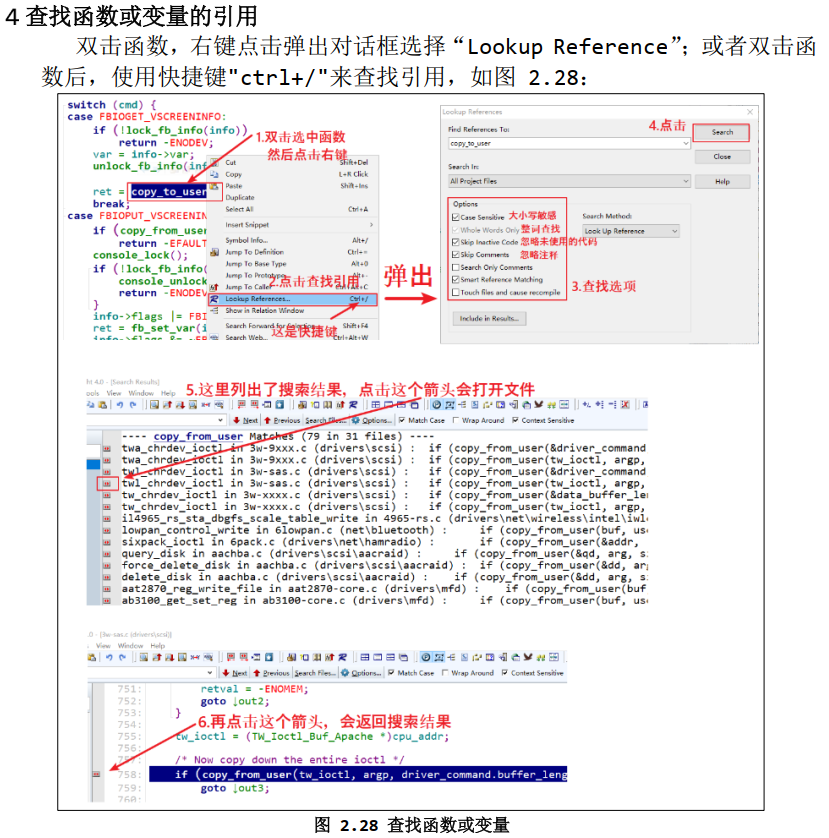 4 查找函数或变量的引用
双击函数，右键点击弹出对话框选择“Lookup Reference”；或者双击函
数后，使用快捷键"ctrl+/"来查找引用，如图 2.28：
switch (cmd) {
case FBIOGET_VSCREENINFO:
if (!lock_fb_info(info))
return -ENODEV;
var = info->var;
unlock_fb_info(inf
ret = copy_to_user
break;
case FBIOPUT_VSCREENIN
if (copy_from_user
return -EFAULT
console_lock();
if (!lock_fb_info(
console_unlock
return -ENODEV
}
info->flags |= FBI
ret = fb_set_var(i
1.双击选中函数
然后点击右键
Cut Shift+Del
Copy L+R Click
Paste Shift+Ins
Duplicate
Select All Ctrl+A
Insert Snippet
Symbol Info... Alt+/
Jump To Definition Ctrl+=
Jump To Base Type Alt+0
Jump To Prototype
Jump To Caller
2.点击查找引用
Lookup References... Ctrl+/
Show in Relation Window
Search Forward for Selection Shift+F4
这是快捷键
Search Web... Ctrl+Alt+W
弹出
Lookup References
Find References To:
copy_to_user
4.点击
Search
Close
Help
Search In:
All Project Files
Options
Case Sensitive 大小写敏感
Whole Words Only 整词查找
Skip Inactive Code 忽略未使用的代码
Skip Comments 忽略注释
Search Only Comments
Smart Reference Matching
Touch files and cause recompile
Search Method:
Look Up Reference
3.查找选项
Include in Results...
5.这里列出了搜索结果，点击这个箭头会打开文件
ht 4.0 - [Search Results]
ools View Window Help
Next Previous Search Files... Options... Match Case Wrap Around Context Sensitive
---- copy_from_user Matches (79 in 31 files) ----
twa_chrdev_ioctl in 3w-9xxx.c (drivers\scsi) : if (copy_from_user(&driver_command
twa_chrdev_ioctl in 3w-9xxx.c (drivers\scsi) : if (copy_from_user(tw_ioctl, argp,
twl_chrdev_ioctl in 3w-sas.c (drivers\scsi) : if (copy_from_user(&driver_command
twl_chrdev_ioctl in 3w-sas.c (drivers\scsi) : if (copy_from_user(tw_ioctl, argp,
tw_chrdev_ioctl in 3w-xxxx.c (drivers\scsi) : if (copy_from_user(&data_buffer_le
tw_chrdev_ioctl in 3w-xxxx.c (drivers\scsi) : if (copy_from_user(tw_ioctl, argp,
il4965_rs_sta_dbgfs_scale_table_write in 4965-rs.c (drivers\net\wireless\intel\iwle
lowpan_control_write in 6lowpan.c (net\bluetooth) : if (copy_from_user(buf, use
sixpack_ioctl in 6pack.c (drivers\net\hamradio) : if (copy_from_user(&addr,
query_disk in aachba.c (drivers\scsi\aacraid) : if (copy_from_user(&qd, arg, s
force_delete_disk in aachba.c (drivers\scsi\aacraid) : if (copy_from_user(&dd, ar
delete_disk in aachba.c (drivers\scsi\aacraid) : if (copy_from_user(&dd, arg, s
aat2870_reg_write_file in aat2870-core.c (drivers\mfd) : if (copy_from_user(buf
ab3100_get_set_reg in ab3100-core.c (drivers\mfd) : if (copy_from_user(buf, us
.0 - [3w-sas.c (drivers\scsi)]
View Window Help
Next Previous Search Files... Options... Match Case Wrap Around Context Sensitive
751: retval = -ENOMEM;
752: goto ↓out2;
753: }
754:
6.再点击这个箭头，会返回搜索结果
755: tw_ioctl = (TW_Ioctl_Buf_Apache *)cpu_addr;
756:
757: /* Now copy down the entire ioctl */
758: if (copy_from_user(tw_ioctl, argp, driver_command.buffer_leng
759: goto ↓out3;
760:
图 2.28 查找函数或变量